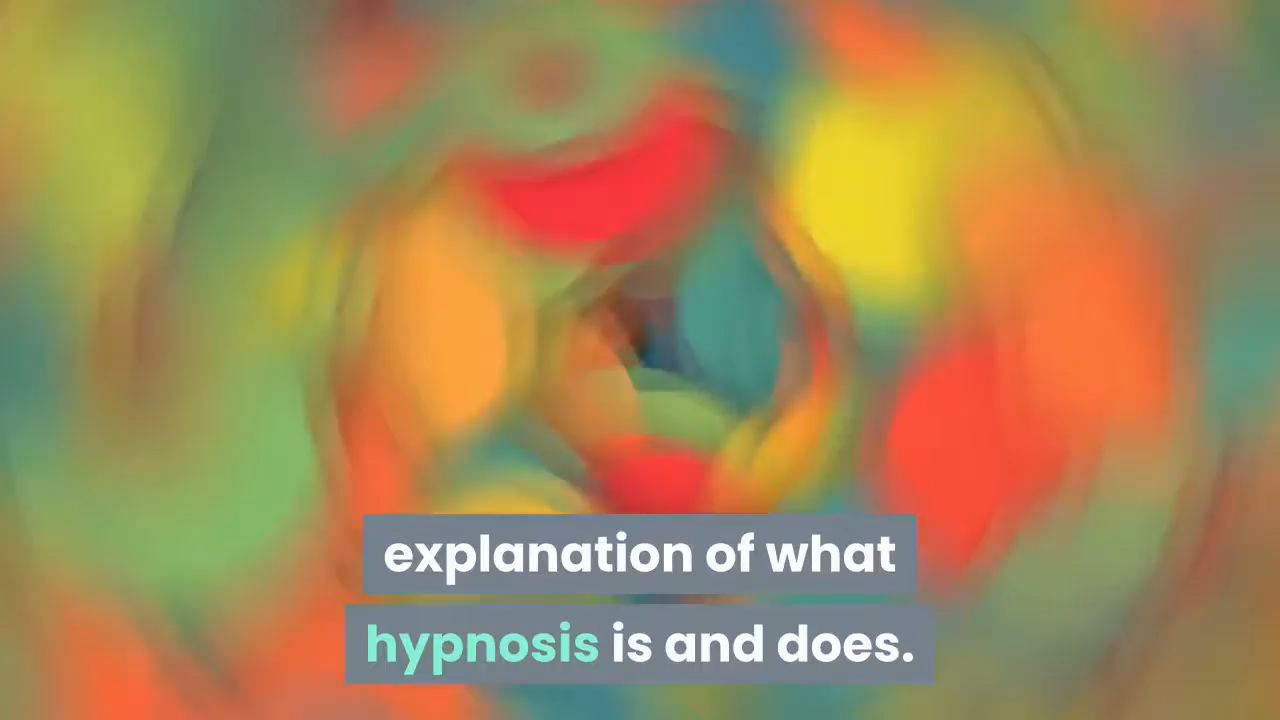 explanation of what
hypnosis is and does.